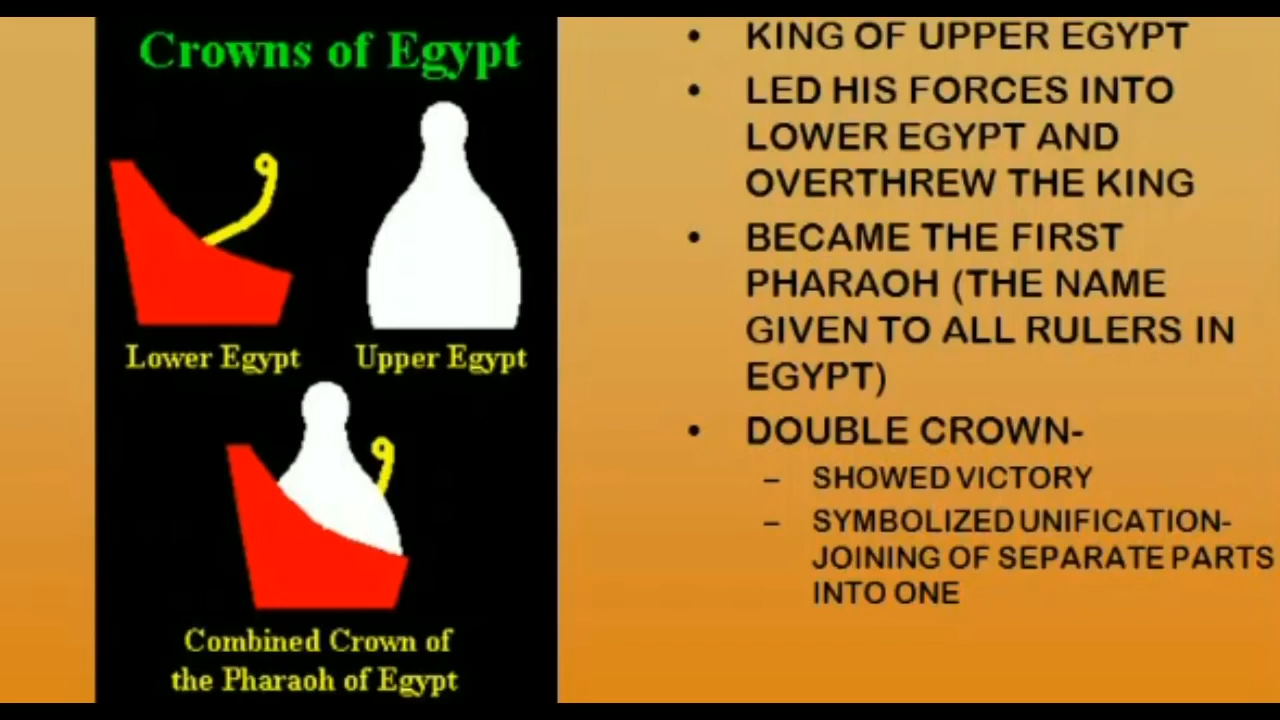 Crowns of Egypt
Lower Egypt
Upper Egypt
Combined Crown of
the Pharaoh of Egypt
• KING OF UPPER EGYPT
• LED HIS FORCES INTO
LOWER EGYPT AND
OVERTHREW THE KING
• BECAME THE FIRST
PHARAOH (THE NAME
GIVEN TO ALL RULERS IN
EGYPT)
• DOUBLE CROWN-
– SHOWED VICTORY
– SYMBOLIZED UNIFICATION-
JOINING OF SEPARATE PARTS
INTO ONE